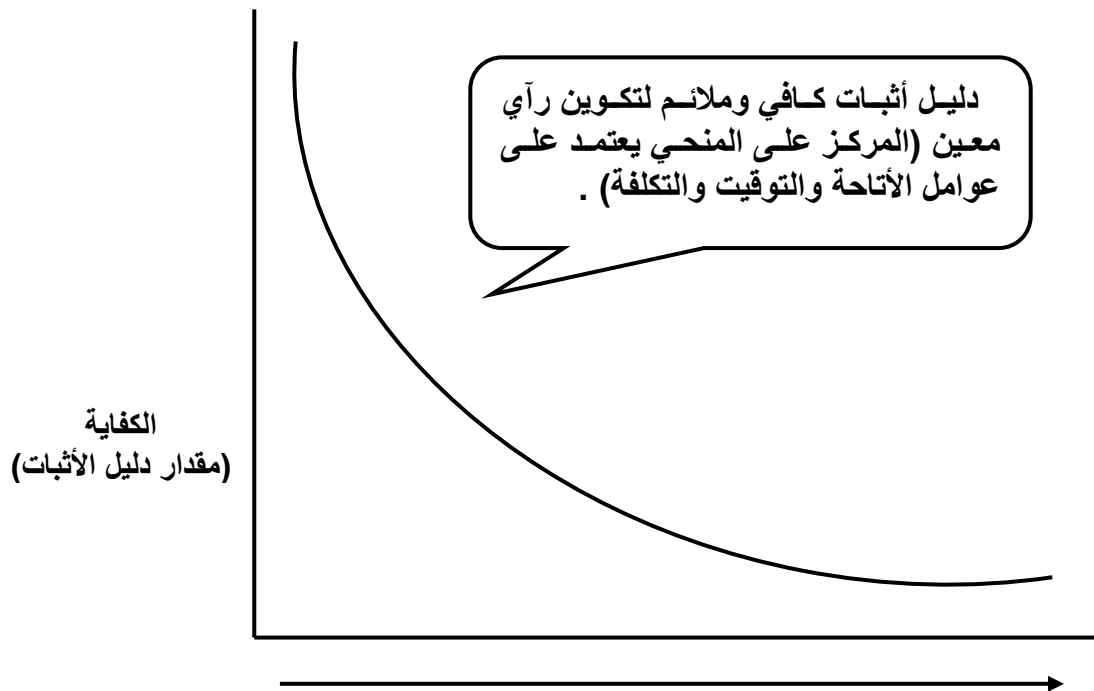 دليل أثبات كافي وملائم لتكوين رآي
معين (المركز على المنحي يعتمد على
عوامل الأتاحة والتوقيت والتكلفة) .
الكفاية
(مقدار دليل الأثبات)